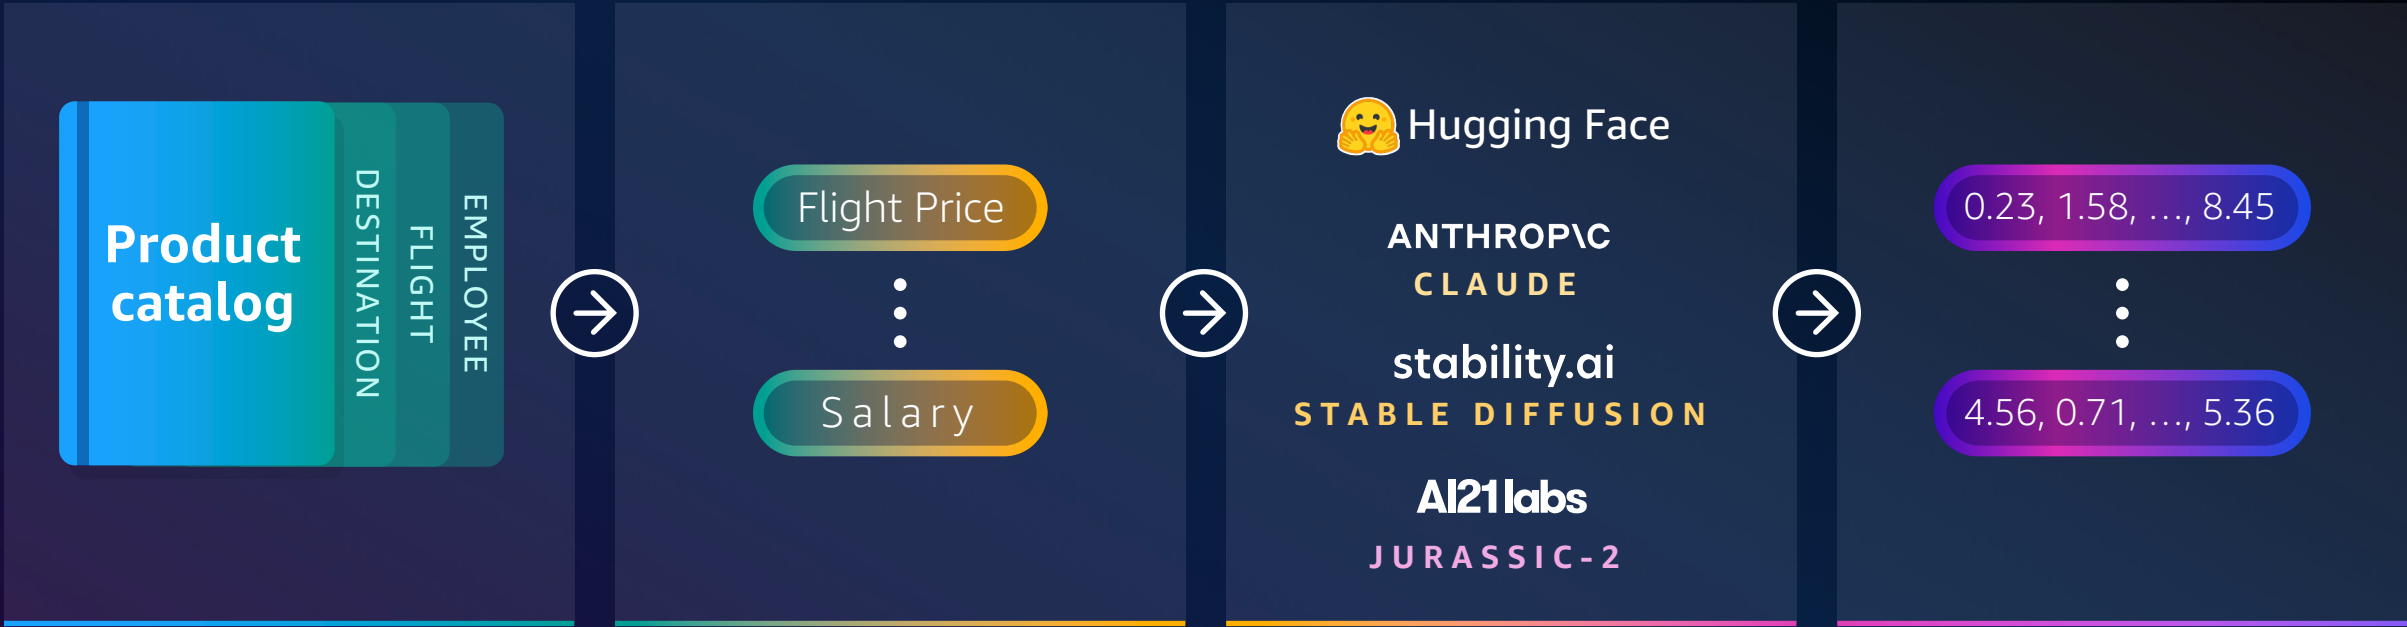 Product
catalog
DESTINATION
FLIGHT
EMPLOYEE
Flight Price
Salary
Hugging Face
ANTHROP\C
CLAUDE
stability.ai
STABLE DIFFUSION
AI21labs
JURASSIC-2
0.23, 1.58, ..., 8.45
4.56, 0.71, ..., 5.36